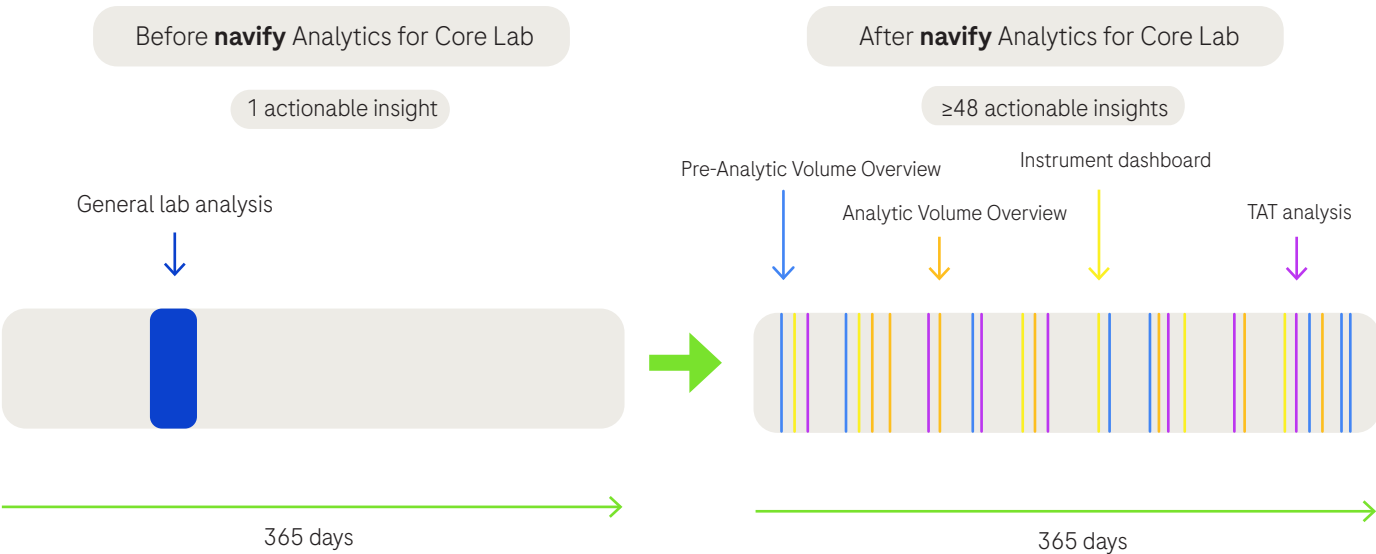 Before navify Analytics for Core Lab
1 actionable insight
General lab analysis
365 days
After navify Analytics for Core Lab
≥48 actionable insights
Pre-Analytic Volume Overview
Instrument dashboard
Analytic Volume Overview
TAT analysis
365 days